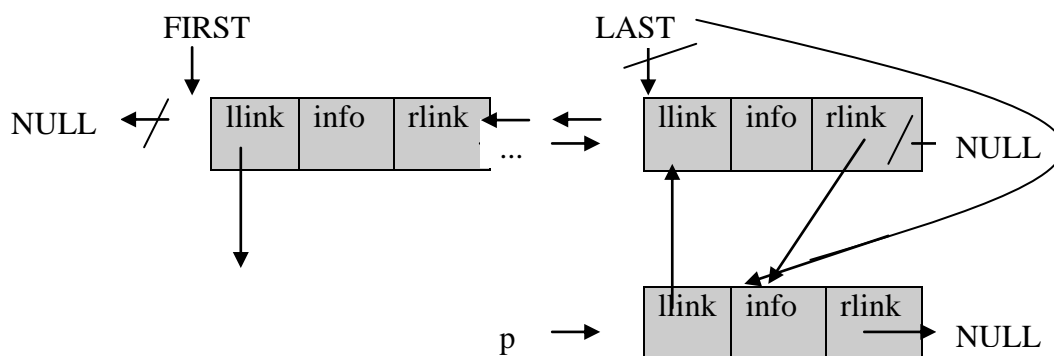 FIRST LAST
NULL llink info rlink ... llink info rlink NULL
llink info rlink
p NULL